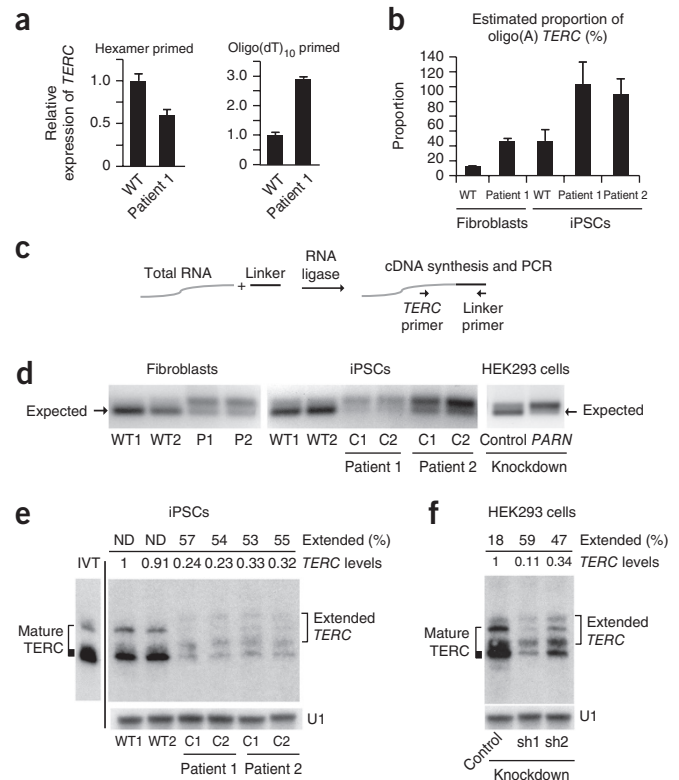 a
Hexamer primed
Oligo(dT)10 primed
Relative
expression of TERC
1.0
0.5
0
WT
Patient 1
3.0
2.0
1.0
0
WT
Patient 1
b
Estimated proportion of
oligo(A) TERC (%)
Proportion
140
120
100
80
60
40
20
0
WT Patient 1 WT Patient 1 Patient 2
Fibroblasts iPSCs
c
Total RNA + Linker
RNA
ligase
cDNA synthesis and PCR
TERC
primer
Linker
primer
d
Fibroblasts iPSCs HEK293 cells
Expected
Expected
WT1 WT2 P1 P2 WT1 WT2 C1 C2 C1 C2 Control PARN
Patient 1 Patient 2 Knockdown
e
iPSCs
ND ND 57 54 53 55 Extended (%)
IVT 1 0.91 0.24 0.23 0.33 0.32 TERC levels
Mature
TERC
Extended
TERC
U1
WT1 WT2 C1 C2 C1 C2
Patient 1 Patient 2
f
HEK293 cells
18 59 47 Extended (%)
1 0.11 0.34 TERC levels
Mature
TERC
Extended
TERC
U1
Control sh1 sh2
Knockdown